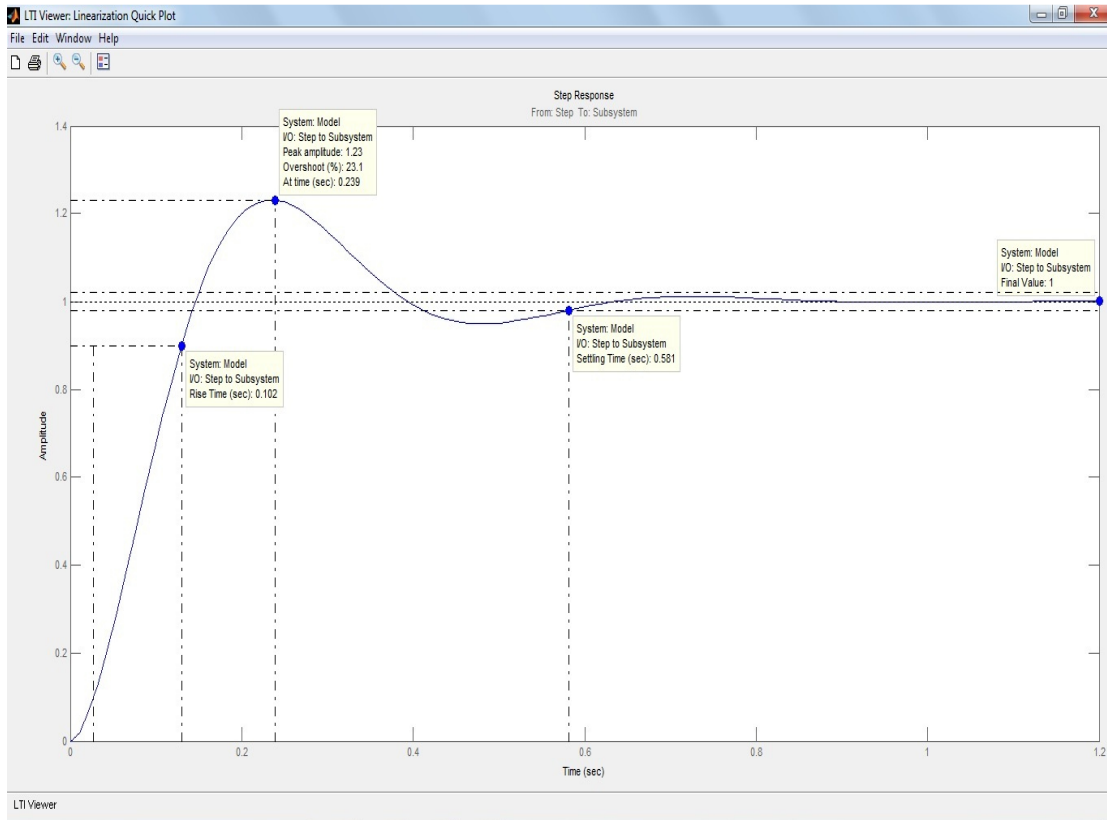 LTI Viewer: Linearization Quick Plot
File Edit Window Help
Step Response
From: Step To: Subsystem
System: Model
I/O: Step to Subsystem
Peak amplitude: 1.23
Overshoot (%): 23.1
At time (sec): 0.239
System: Model
I/O: Step to Subsystem
Final Value: 1
System: Model
I/O: Step to Subsystem
Settling Time (sec): 0.581
System: Model
I/O: Step to Subsystem
Rise Time (sec): 0.102
Amplitude
1.4
1.2
1
0.8
0.6
0.4
0.2
0
0 0.2 0.4 0.6 0.8 1 1.2
Time (sec)
LTI Viewer